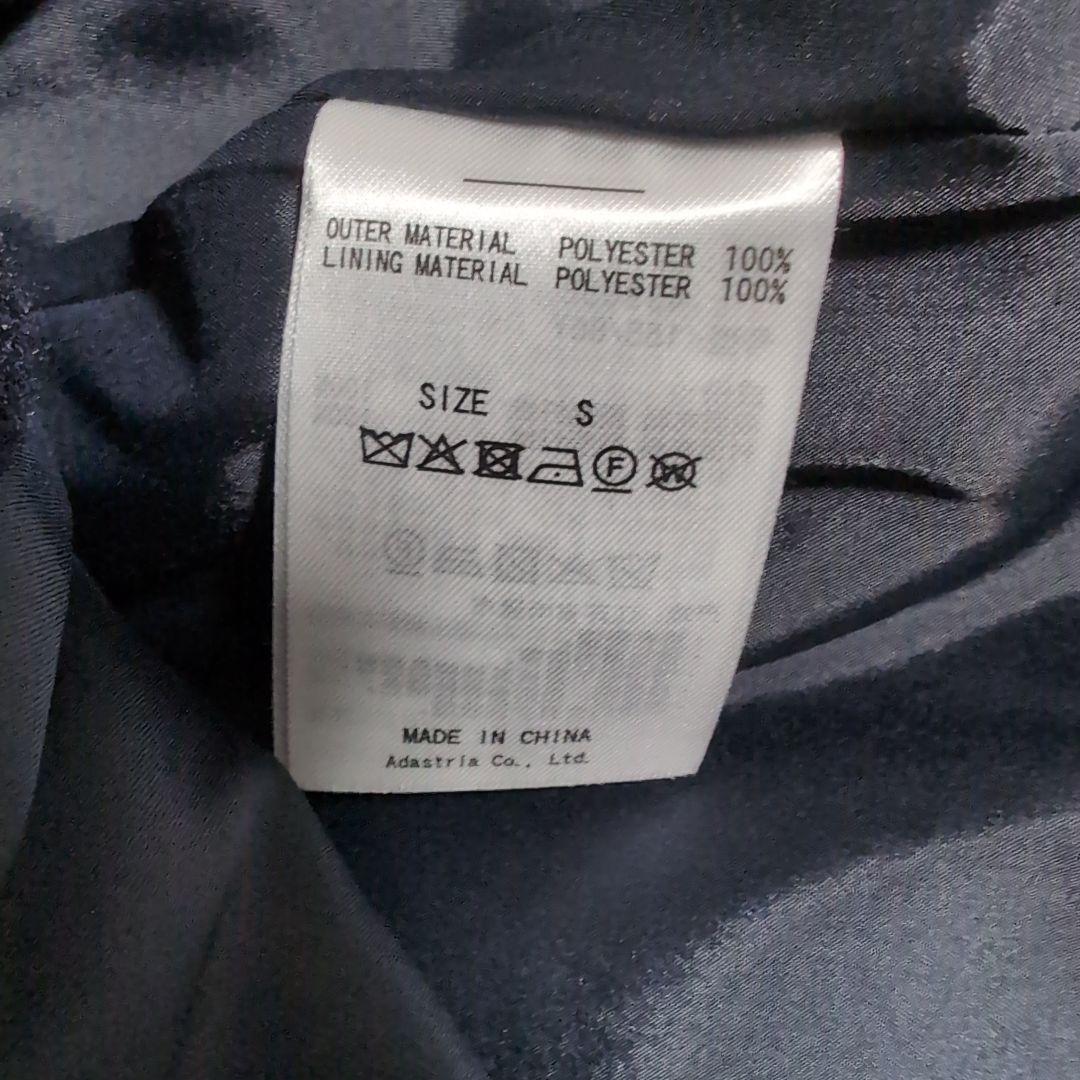 OUTER MATERIAL POLYESTER 100%
LINING MATERIAL POLYESTER 100%
SIZE S
F W
MADE IN CHINA
Adastria Co., Ltd.